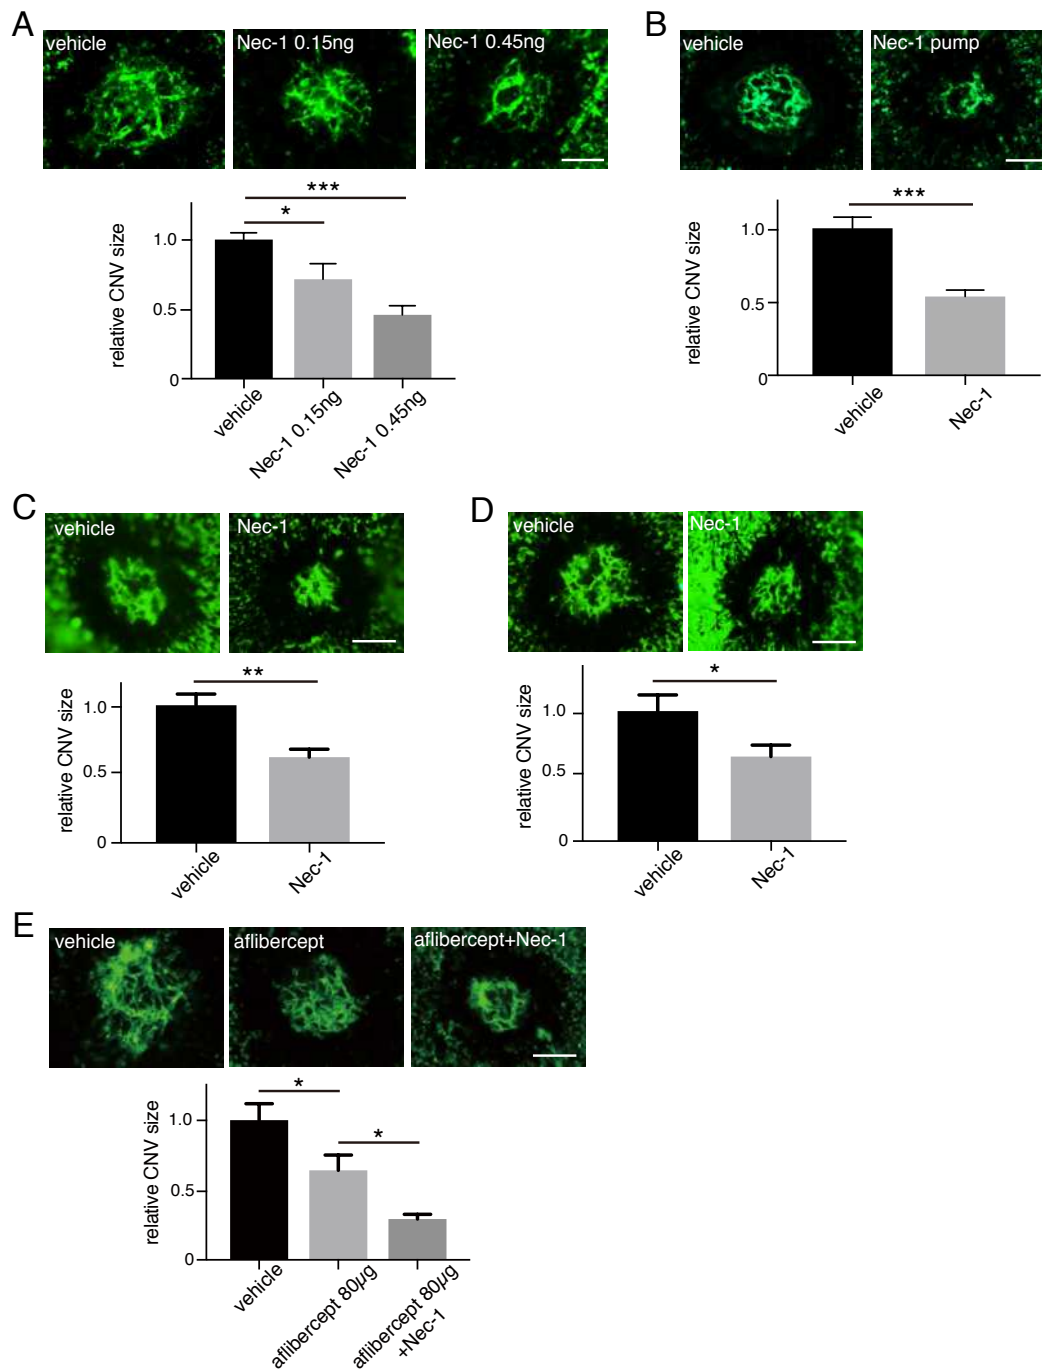 A
vehicle
Nec-1 0.15ng
Nec-1 0.45ng
***
*
relative CNV size
1.0
0.5
0
vehicle
Nec-1 0.15ng
Nec-1 0.45ng
B
vehicle
Nec-1 pump
***
relative CNV size
1.0
0.5
0
vehicle
Nec-1
C
vehicle
Nec-1
**
relative CNV size
1.0
0.5
0
vehicle
Nec-1
D
vehicle
Nec-1
*
relative CNV size
1.0
0.5
0
vehicle
Nec-1
E
vehicle
aflibercept
aflibercept+Nec-1
*
*
relative CNV size
1.0
0.5
0
vehicle
aflibercept 80µg
aflibercept 80µg
+Nec-1